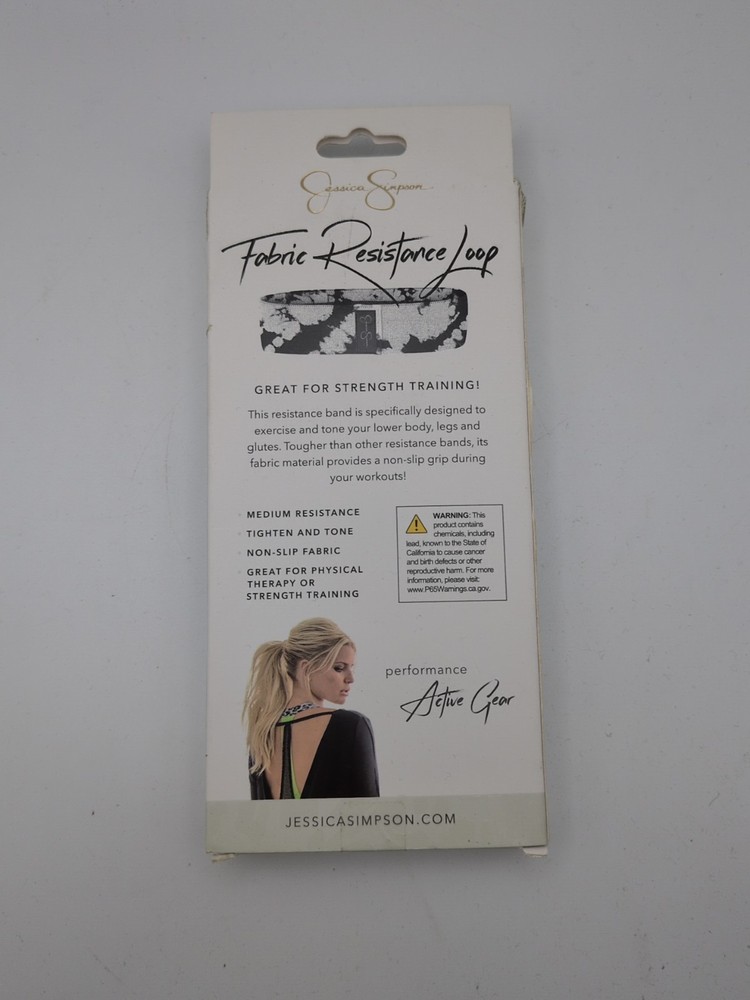 Jessica Simpson
Fabric Resistance Loop
GREAT FOR STRENGTH TRAINING!
This resistance band is specifically designed to
exercise and tone your lower body, legs and
glutes. Tougher than other resistance bands, its
fabric material provides a non-slip grip during
your workouts!
MEDIUM RESISTANCE
TIGHTEN AND TONE
NON-SLIP FABRIC
GREAT FOR PHYSICAL
THERAPY OR
STRENGTH TRAINING
WARNING: This
product contains
chemicals, including
lead, known to the State of
California to cause cancer
and birth defects or other
reproductive harm. For more
information, please visit:
www.P65Warnings.ca.gov.
performance
Active Gear
JESSICASIMPSON.COM